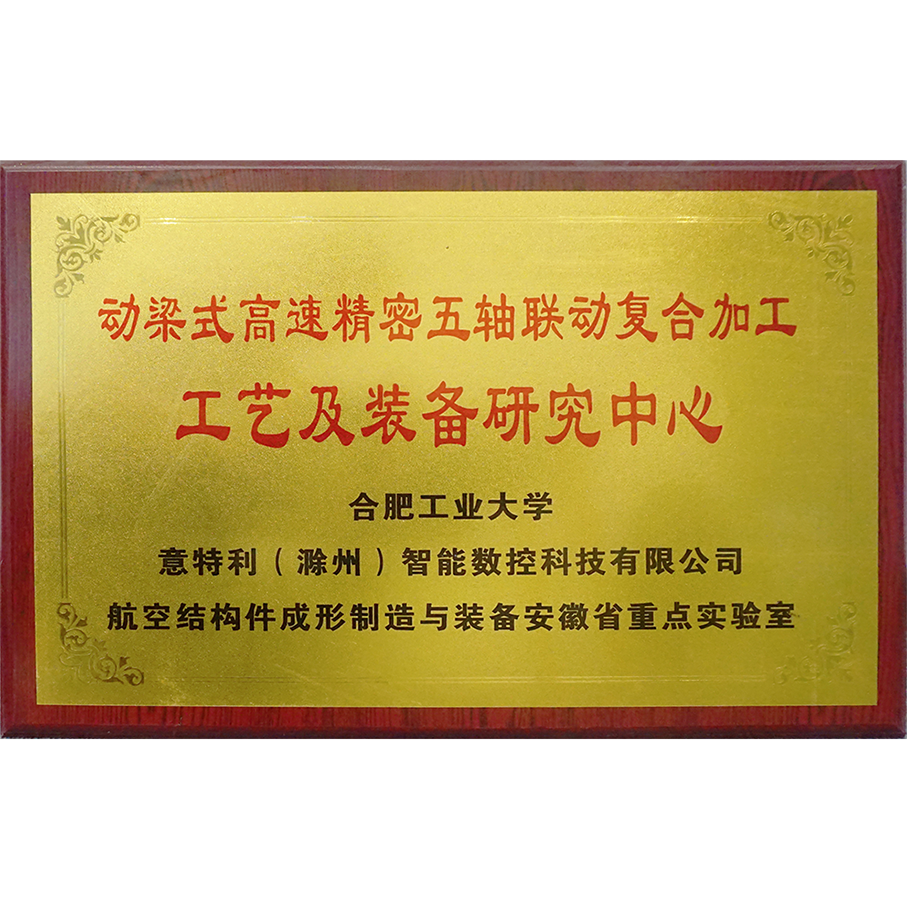 动梁式高速精密五轴联动复合加工
工艺及装备研究中心
合肥工业大学
意特利（滁州）智能数控科技有限公司
航空结构件成形制造与装备安徽省重点实验室